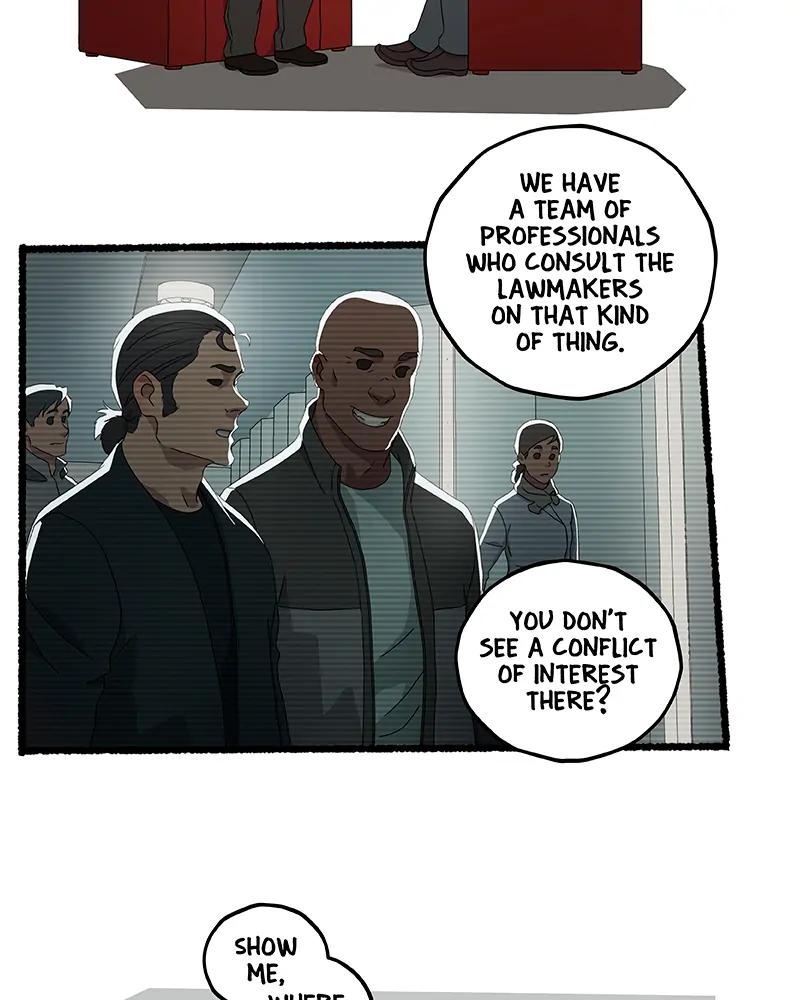 WE HAVE
A TEAM OF
PROFESSIONALS
WHO CONSULT THE
LAWMAKERS
ON THAT KIND
OF THING.
YOU DON'T
SEE A CONFLICT
OF INTEREST
THERE?
SHOW
ME,
WHERE